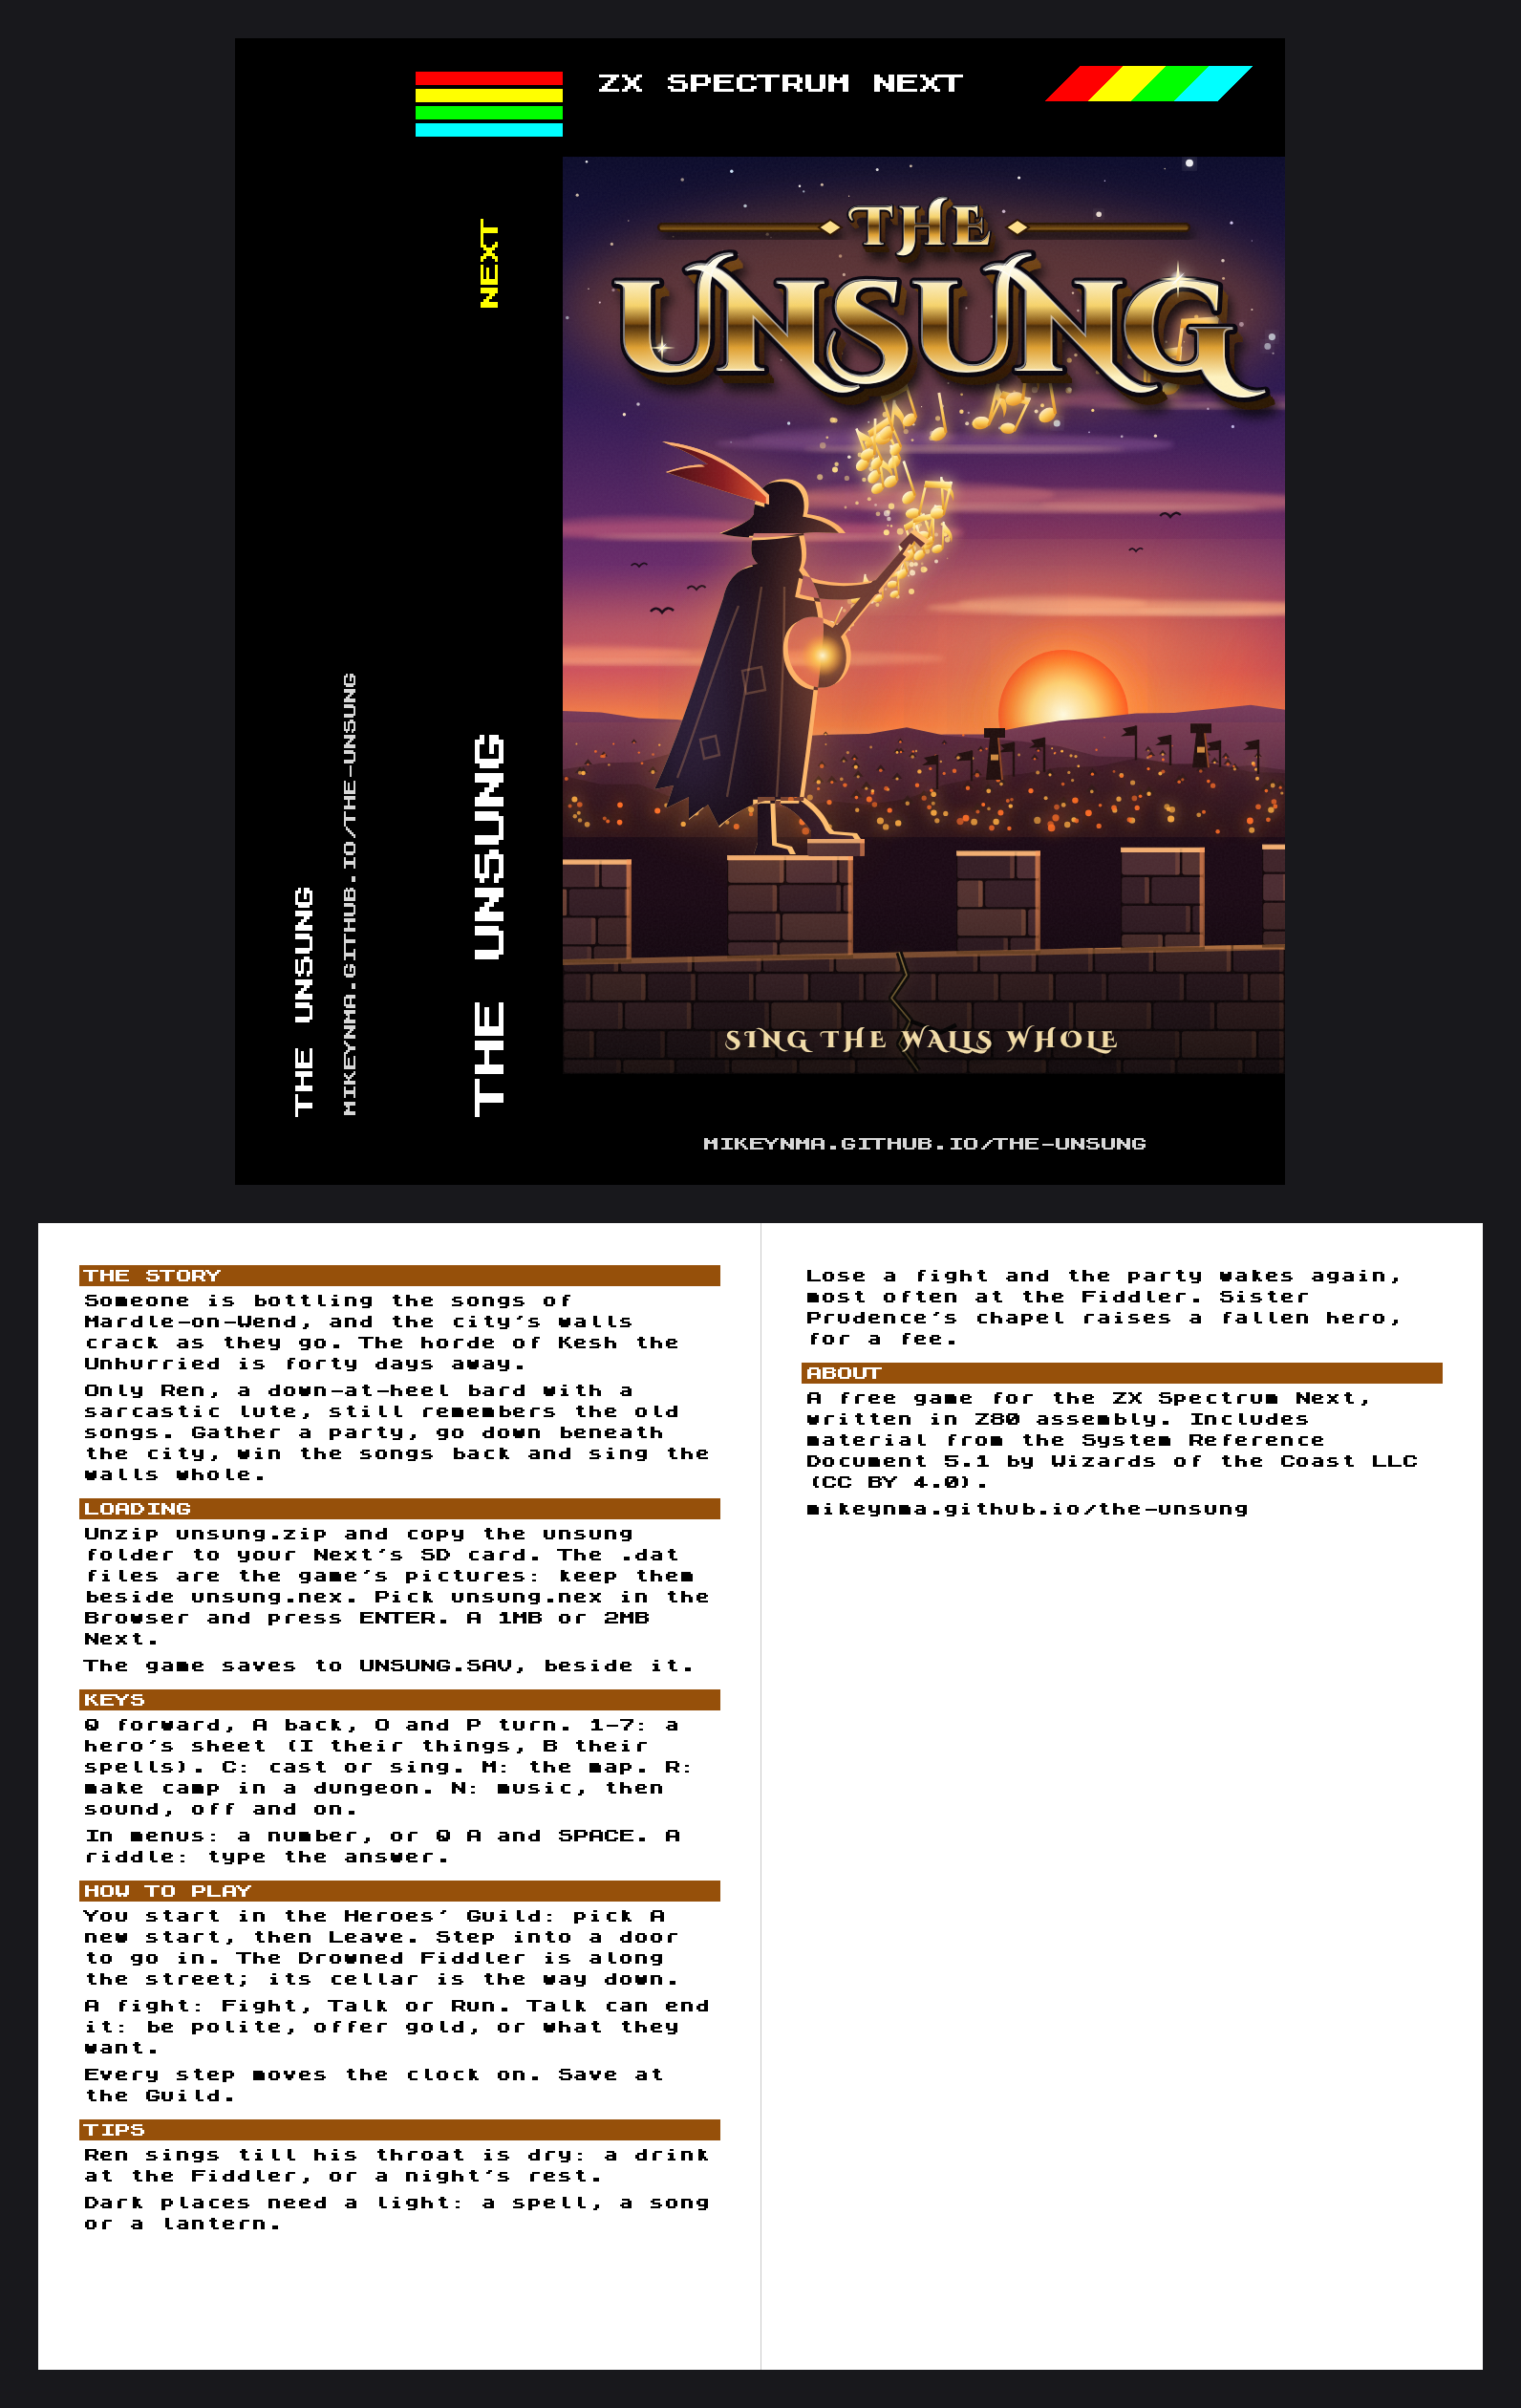 ZX SPECTRUM NEXT
NEXT
THE UNSUNG
THE UNSUNG
MIKEYNMA.GITHUB.IO/THE-UNSUNG
THE
UNSUNG
SING THE WALLS WHOLE
MIKEYNMA.GITHUB.IO/THE-UNSUNG
THE STORY
Someone is bottling the songs of
Mardle-on-Wend, and the city's walls
crack as they go. The horde of Kesh the
Unhurried is forty days away.
Only Ren, a down-at-heel bard with a
sarcastic lute, still remembers the old
songs. Gather a party, go down beneath
the city, win the songs back and sing the
walls whole.
LOADING
Unzip unsung.zip and copy the unsung
folder to your Next's SD card. The .dat
files are the game's pictures: keep them
beside unsung.nex. Pick unsung.nex in the
Browser and press ENTER. A 1MB or 2MB
Next.
The game saves to UNSUNG.SAV, beside it.
KEYS
Q forward, A back, O and P turn. 1-7: a
hero's sheet (I their things, B their
spells). C: cast or sing. M: the map. R:
make camp in a dungeon. N: music, then
sound, off and on.
In menus: a number, or Q A and SPACE. A
riddle: type the answer.
HOW TO PLAY
You start in the Heroes' Guild: pick A
new start, then Leave. Step into a door
to go in. The Drowned Fiddler is along
the street; its cellar is the way down.
A fight: Fight, Talk or Run. Talk can end
it: be polite, offer gold, or what they
want.
Every step moves the clock on. Save at
the Guild.
TIPS
Ren sings till his throat is dry: a drink
at the Fiddler, or a night's rest.
Dark places need a light: a spell, a song
or a lantern.
Lose a fight and the party wakes again,
most often at the Fiddler. Sister
Prudence's chapel raises a fallen hero,
for a fee.
ABOUT
A free game for the ZX Spectrum Next,
written in Z80 assembly. Includes
material from the System Reference
Document 5.1 by Wizards of the Coast LLC
(CC BY 4.0).
mikeynma.github.io/the-unsung